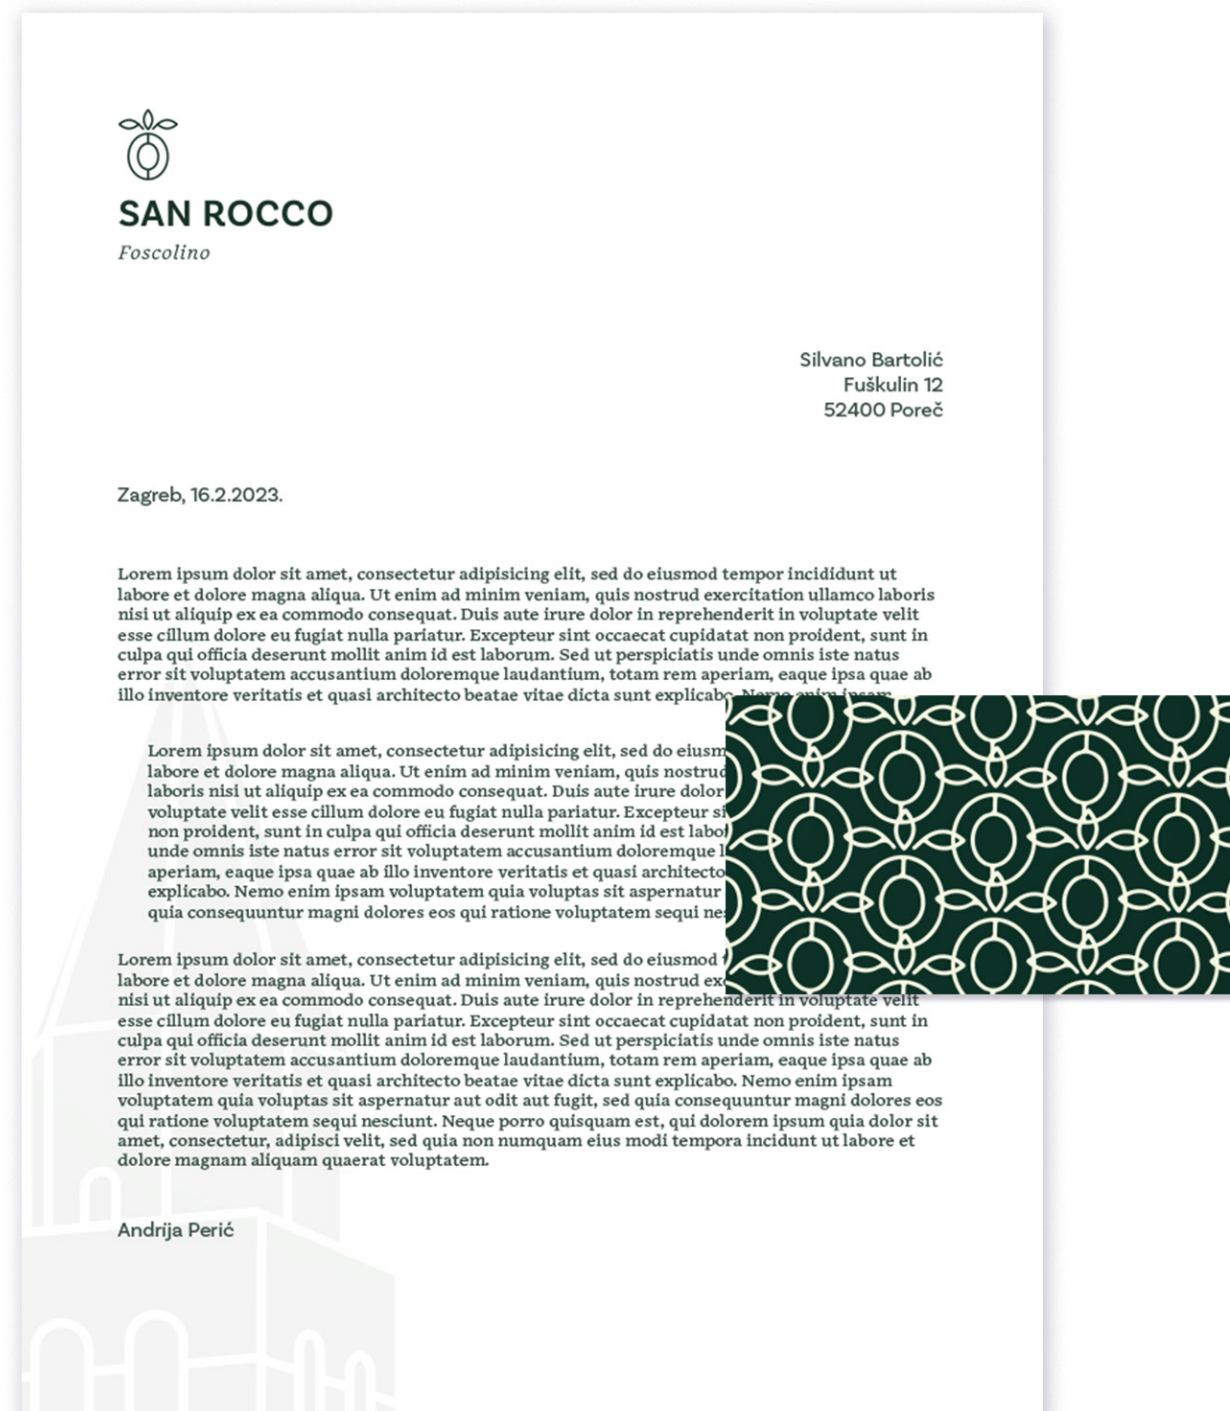 SAN ROCCO
Foscolino
Silvano Bartolić
Fuškulin 12
52400 Poreč
Zagreb, 16.2.2023.
Lorem ipsum dolor sit amet, consectetur adipisicing elit, sed do eiusmod tempor incididunt ut
labore et dolore magna aliqua. Ut enim ad minim veniam, quis nostrud exercitation ullamco laboris
nisi ut aliquip ex ea commodo consequat. Duis aute irure dolor in reprehenderit in voluptate velit
esse cillum dolore eu fugiat nulla pariatur. Excepteur sint occaecat cupidatat non proident, sunt in
culpa qui officia deserunt mollit anim id est laborum. Sed ut perspiciatis unde omnis iste natus
error sit voluptatem accusantium doloremque laudantium, totam rem aperiam, eaque ipsa quae ab
illo inventore veritatis et quasi architecto beatae vitae dicta sunt explicabo. Nemo enim ipsam
Lorem ipsum dolor sit amet, consectetur adipisicing elit, sed do
labore et dolore magna aliqua. Ut enim ad minim veniam, quis
laboris nisi ut aliquip ex ea commodo consequat. Duis aute irure dolor
voluptate velit esse cillum dolore eu fugiat nulla pariatur. Excepteur
non proident, sunt in culpa qui officia deserunt mollit anim id est
unde omnis iste natus error sit voluptatem accusantium doloremque
aperiam, eaque ipsa quae ab illo inventore veritatis et quasi architecto
explicabo. Nemo enim ipsam voluptatem quia voluptas sit aspernatur
quia consequuntur magni dolores eos qui ratione voluptatem sequi
Lorem ipsum dolor sit amet, consectetur adipisicing elit, sed do eiusmod
labore et dolore magna aliqua. Ut enim ad minim veniam, quis nostrud
nisi ut aliquip ex ea commodo consequat. Duis aute irure dolor in reprehenderit in voluptate velit
esse cillum dolore eu fugiat nulla pariatur. Excepteur sint occaecat cupidatat non proident, sunt in
culpa qui officia deserunt mollit anim id est laborum. Sed ut perspiciatis unde omnis iste natus
error sit voluptatem accusantium doloremque laudantium, totam rem aperiam, eaque ipsa quae ab
illo inventore veritatis et quasi architecto beatae vitae dicta sunt explicabo. Nemo enim ipsam
voluptatem quia voluptas sit aspernatur aut odit aut fugit, sed quia consequuntur magni dolores eos
qui ratione voluptatem sequi nesciunt. Neque porro quisquam est, qui dolorem ipsum quia dolor sit
amet, consectetur, adipisci velit, sed quia non numquam eius modi tempora incidunt ut labore et
dolore magnam aliquam quaerat voluptatem.
Andrija Perić